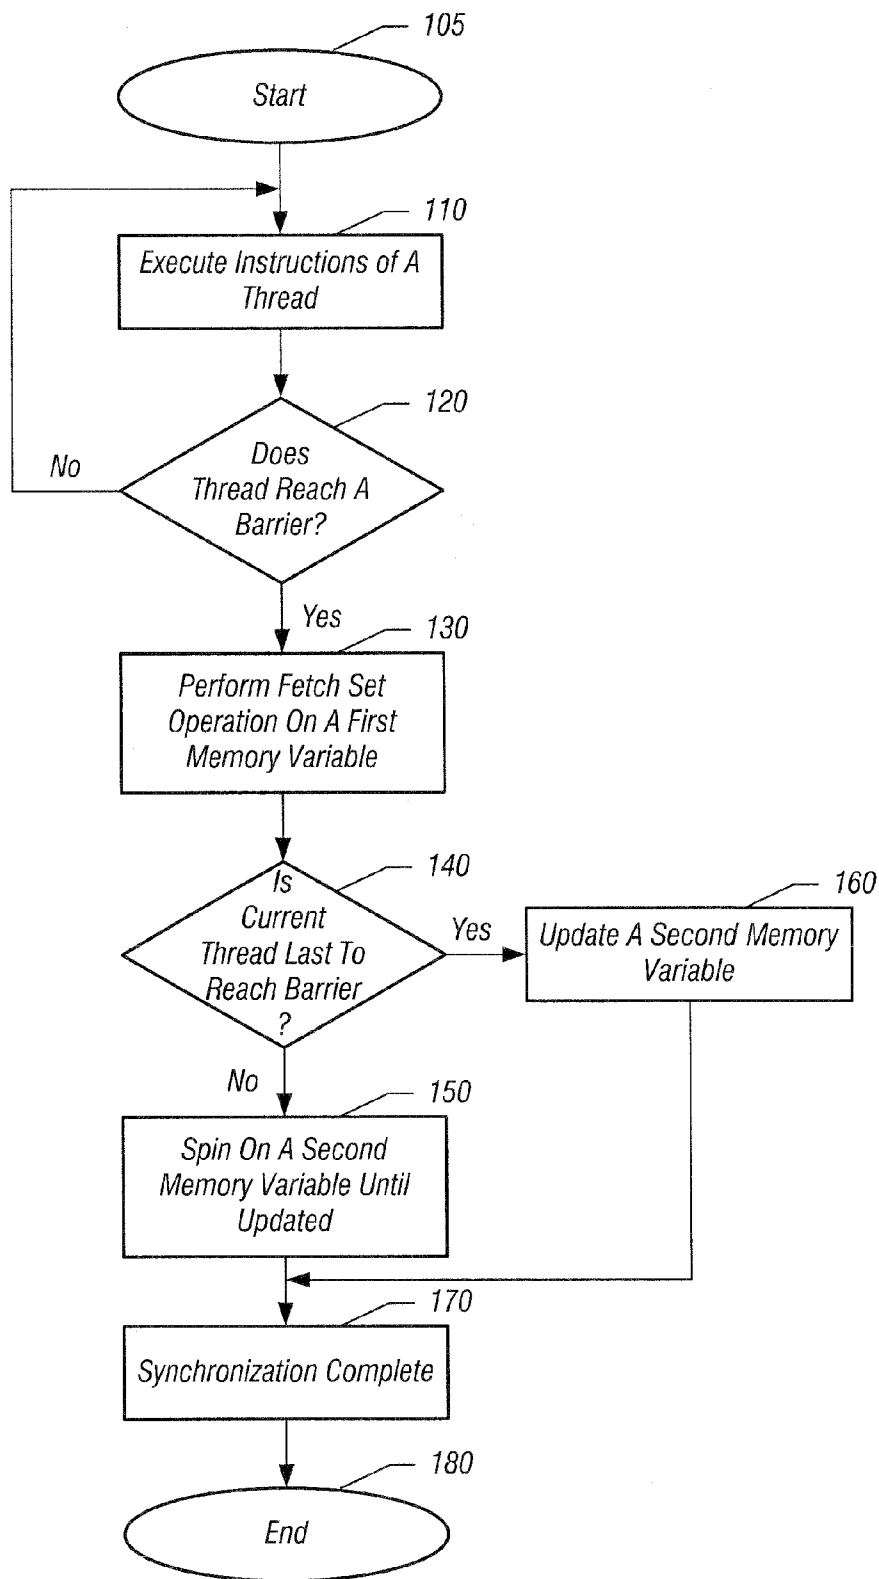 105
Start
110
Execute Instructions of A
Thread
120
Does
Thread Reach A
Barrier?
No
Yes
130
Perform Fetch Set
Operation On A First
Memory Variable
140
Is
Current
Thread Last To
Reach Barrier
?
Yes
160
Update A Second Memory
Variable
No
150
Spin On A Second
Memory Variable Until
Updated
170
Synchronization Complete
180
End